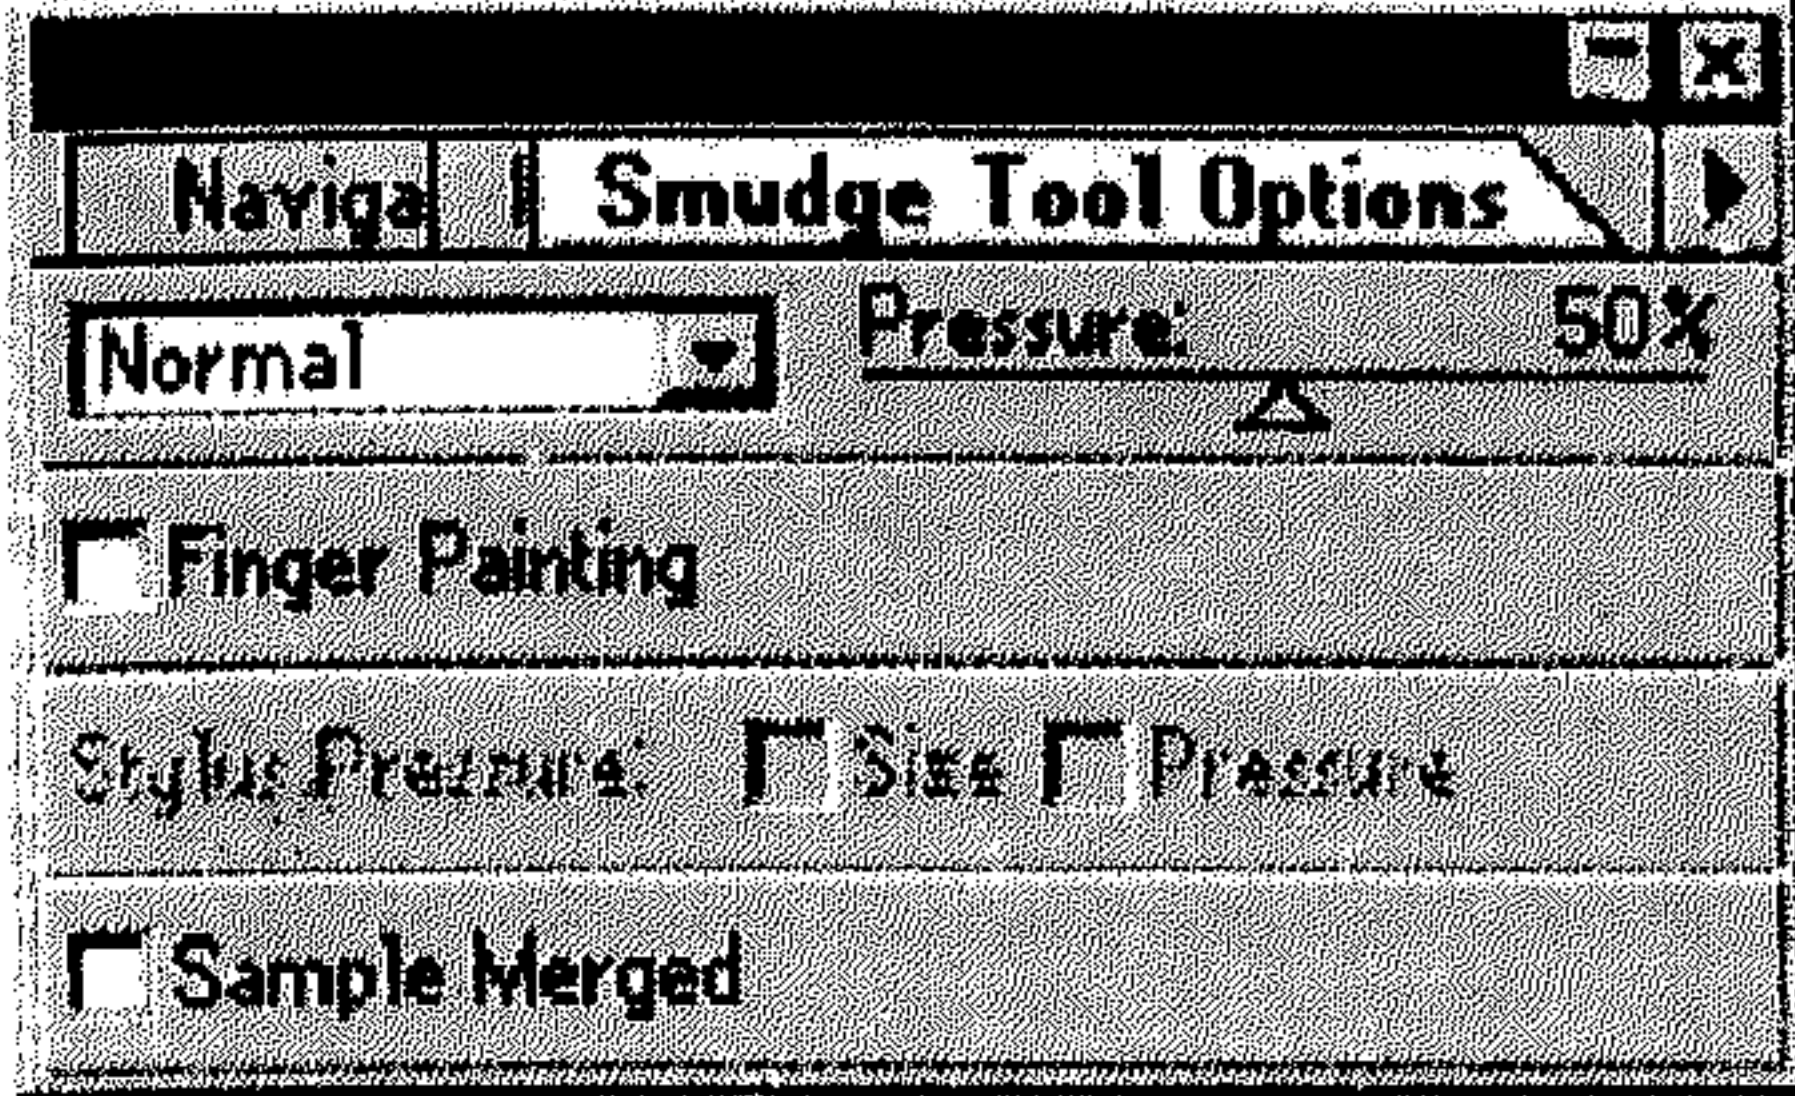 Naviga I Smudge Tool Options
Normal Pressure: 50%
Finger Painting
Stylus Pressure: Size Pressure
Sample Merged